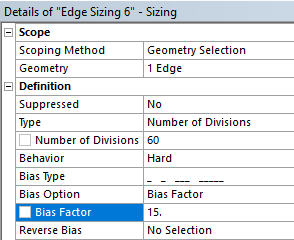 Details of "Edge Sizing 6" - Sizing
Scope
Scoping Method Geometry Selection
Geometry 1 Edge
Definition
Suppressed No
Type Number of Divisions
Number of Divisions 60
Behavior Hard
Bias Type _ _ ___ _____
Bias Option Bias Factor
Bias Factor 15.
Reverse Bias No Selection